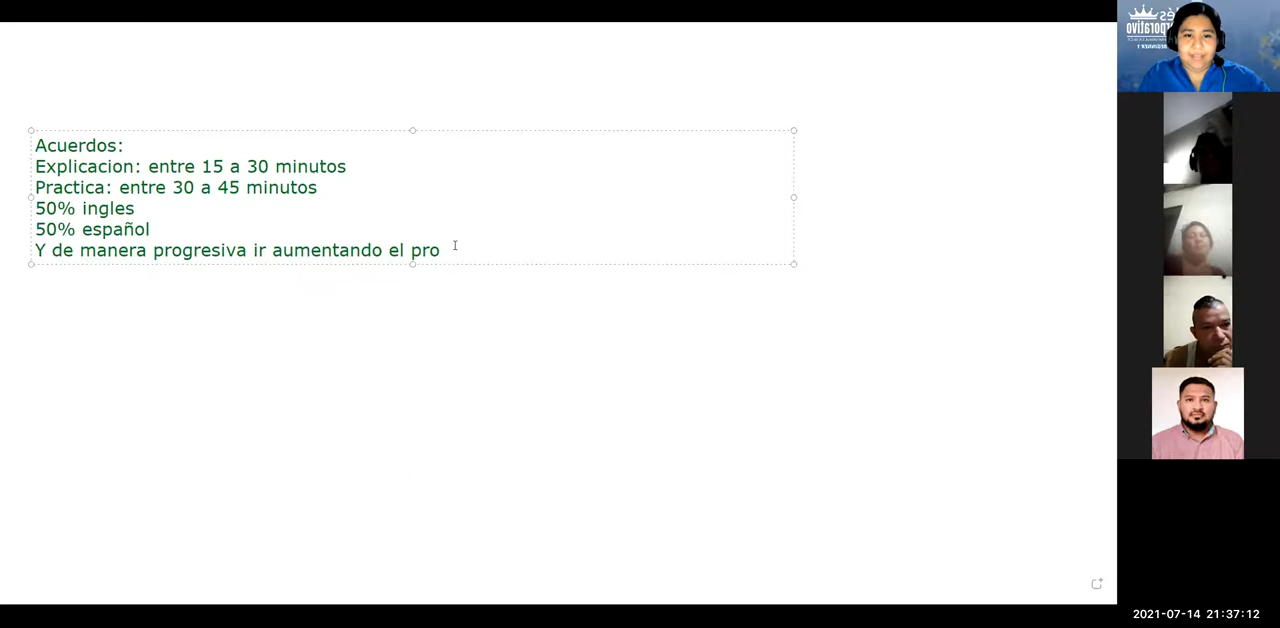 Acuerdos:
Explicacion: entre 15 a 30 minutos
Practica: entre 30 a 45 minutos
50% ingles
50% español
Y de manera progresiva ir aumentando el pro
2021-07-14 21:37:12